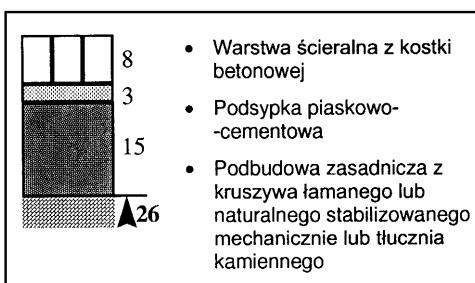 8
3
15
26
• Warstwa ścieralna z kostki
betonowej
• Podsypka piaskowo-
-cementowa
• Podbudowa zasadnicza z
kruszywa łamanego lub
naturalnego stabilizowanego
mechanicznie lub tłucznia
kamiennego